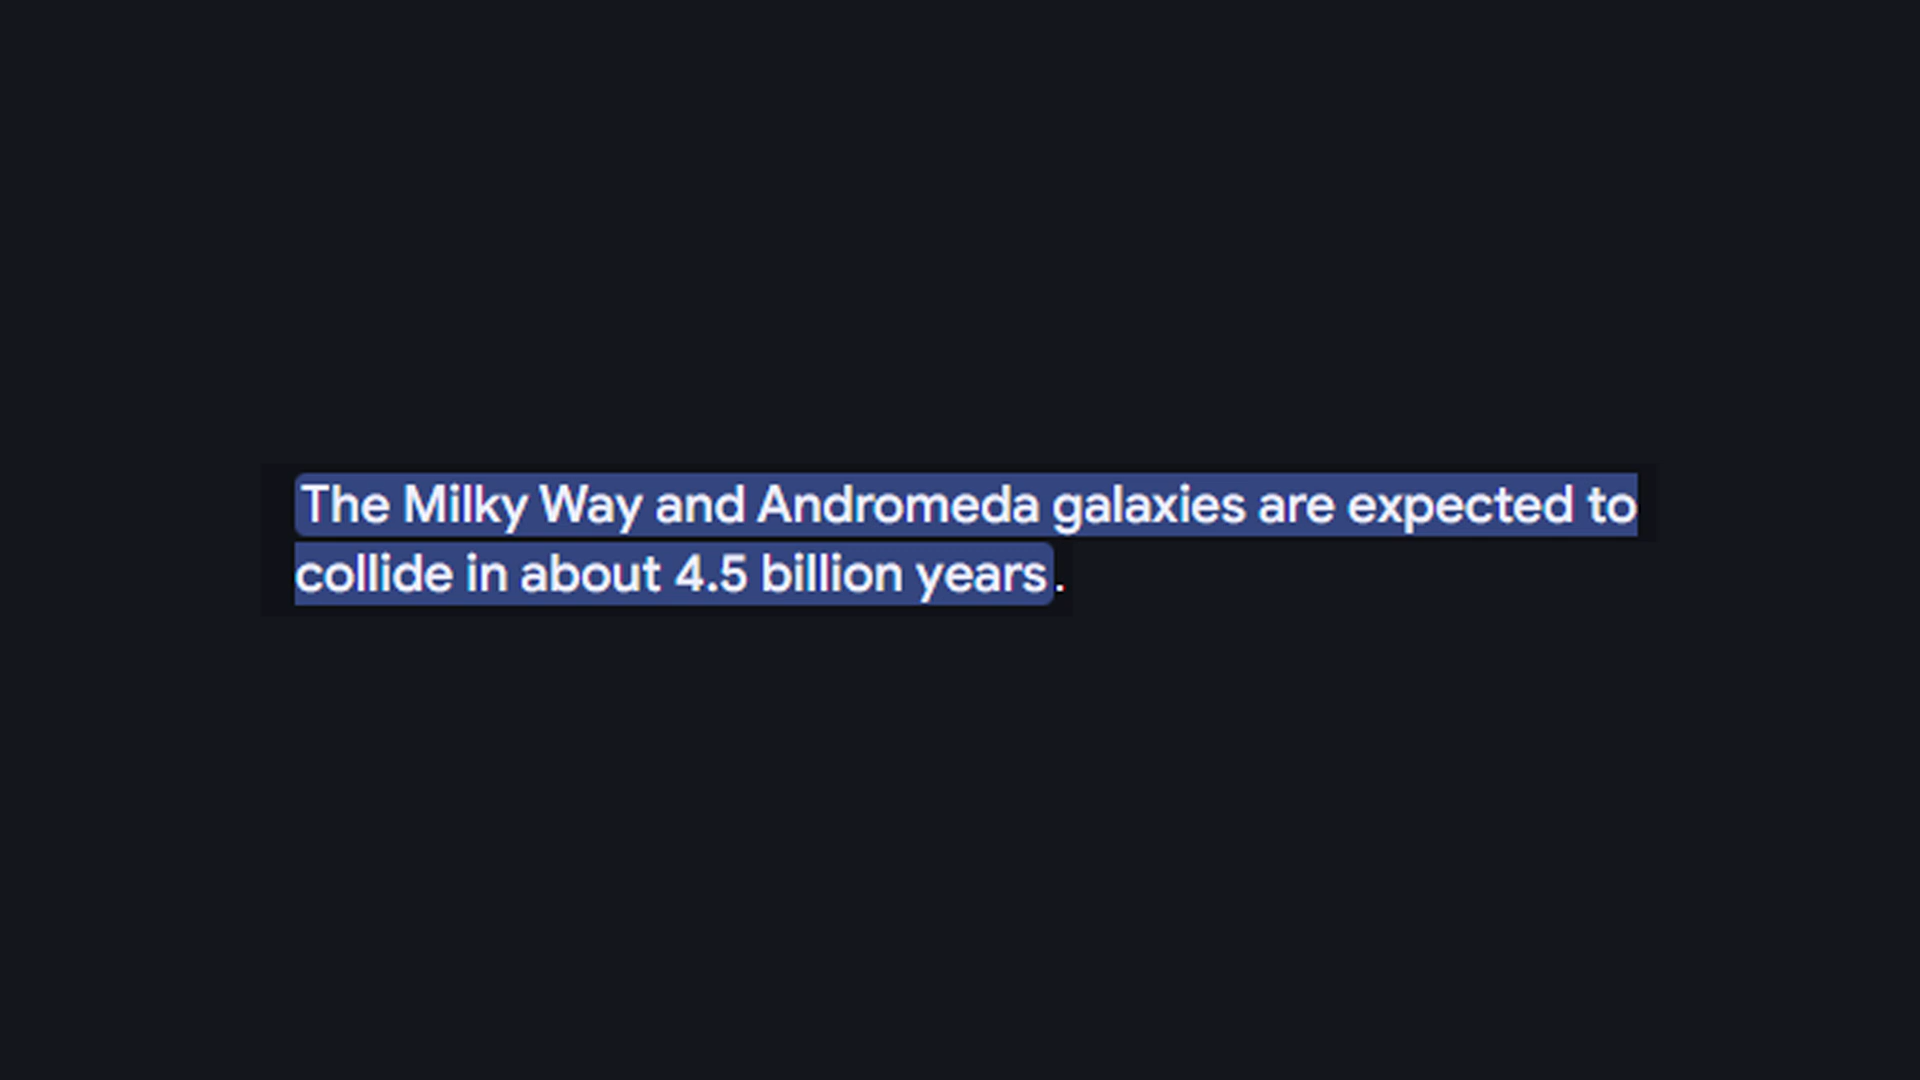 The Milky Way and Andromeda galaxies are expected to
collide in about 4.5 billion years.